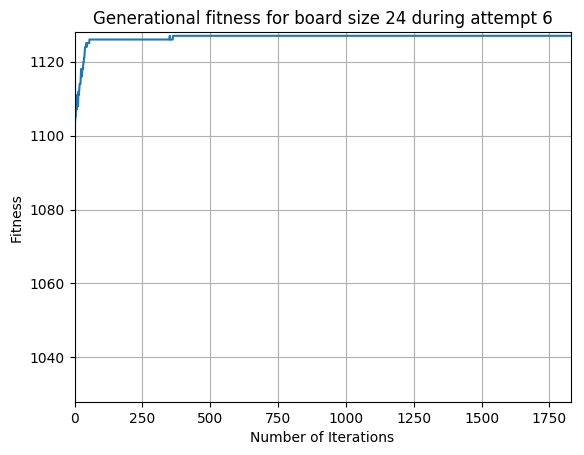 Generational fitness for board size 24 during attempt 6
1120
1100
1080
1060
1040
Fitness
0 250 500 750 1000 1250 1500 1750
Number of Iterations